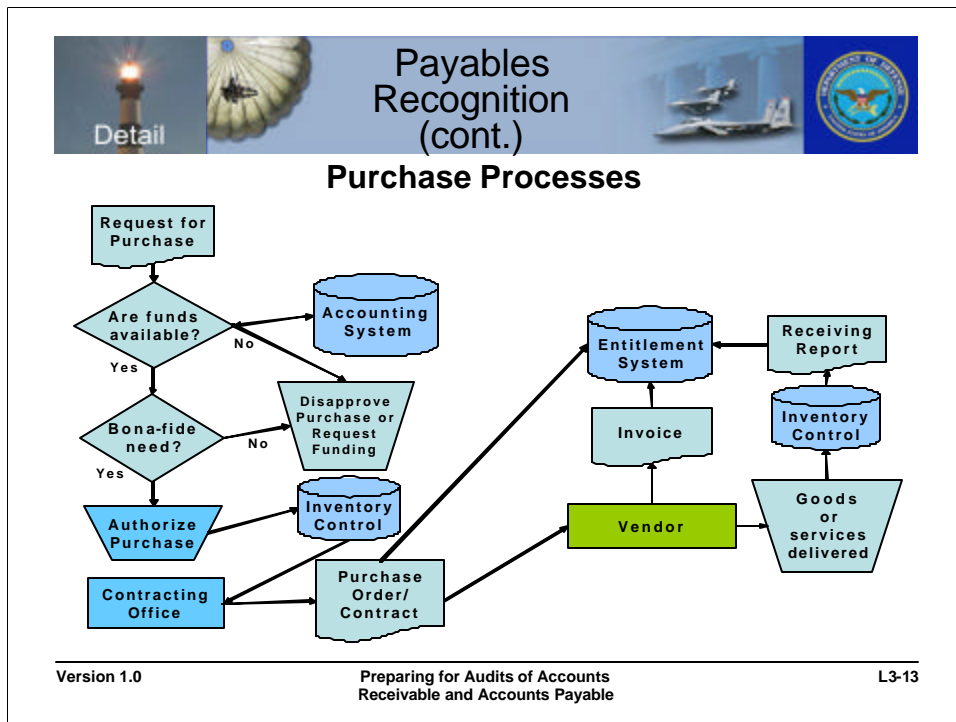 Detail
Payables
Recognition
(cont.)
Purchase Processes
Request for
Purchase
Are funds
available?
Accounting
System
No
Yes
Disapprove
Purchase or
Request
Funding
Bona-fide
need?
No
Yes
Inventory
Control
Authorize
Purchase
Contracting
Office
Purchase
Order/
Contract
Entitlement
System
Receiving
Report
Invoice
Inventory
Control
Vendor
Goods
or
services
delivered
Version 1.0
Preparing for Audits of Accounts
Receivable and Accounts Payable
L3-13